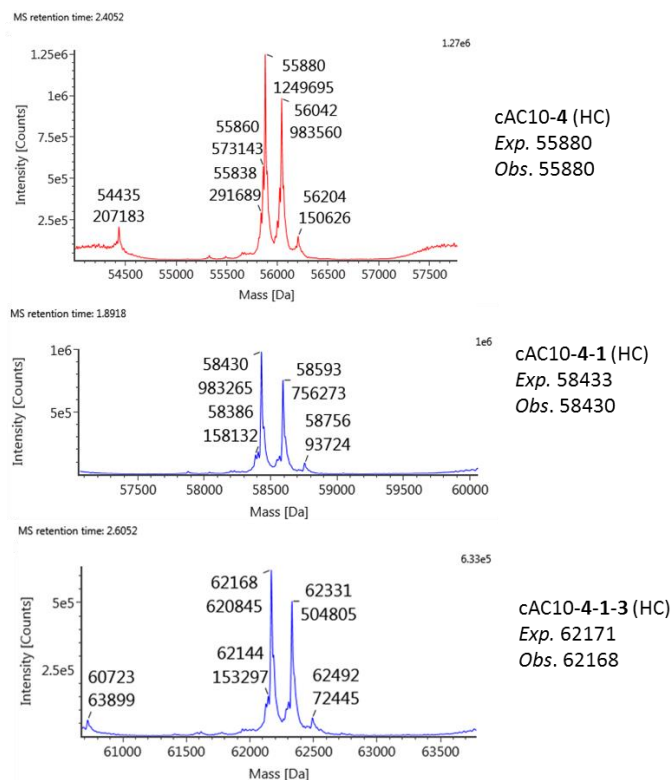 MS retention time: 2.4052
1.27e6
1.25e6
1e6
7.5e5
5e5
2.5e5
Intensity [Counts]
55880
1249695
56042
983560
55860
573143
55838
291689
56204
150626
54435
207183
54500
55000
55500
56000
56500
57000
57500
Mass [Da]
cAC10-4 (HC)
Exp. 55880
Obs. 55880
MS retention time: 1.8918
1e6
1e6
5e5
Intensity [Counts]
58430
983265
58386
158132
58593
756273
58756
93724
57500
58000
58500
59000
59500
60000
Mass [Da]
cAC10-4-1 (HC)
Exp. 58433
Obs. 58430
MS retention time: 2.6052
6.33e5
5e5
2.5e5
Intensity [Counts]
62168
620845
62331
504805
62144
153297
62492
72445
60723
63899
61000
61500
62000
62500
63000
63500
Mass [Da]
cAC10-4-1-3 (HC)
Exp. 62171
Obs. 62168